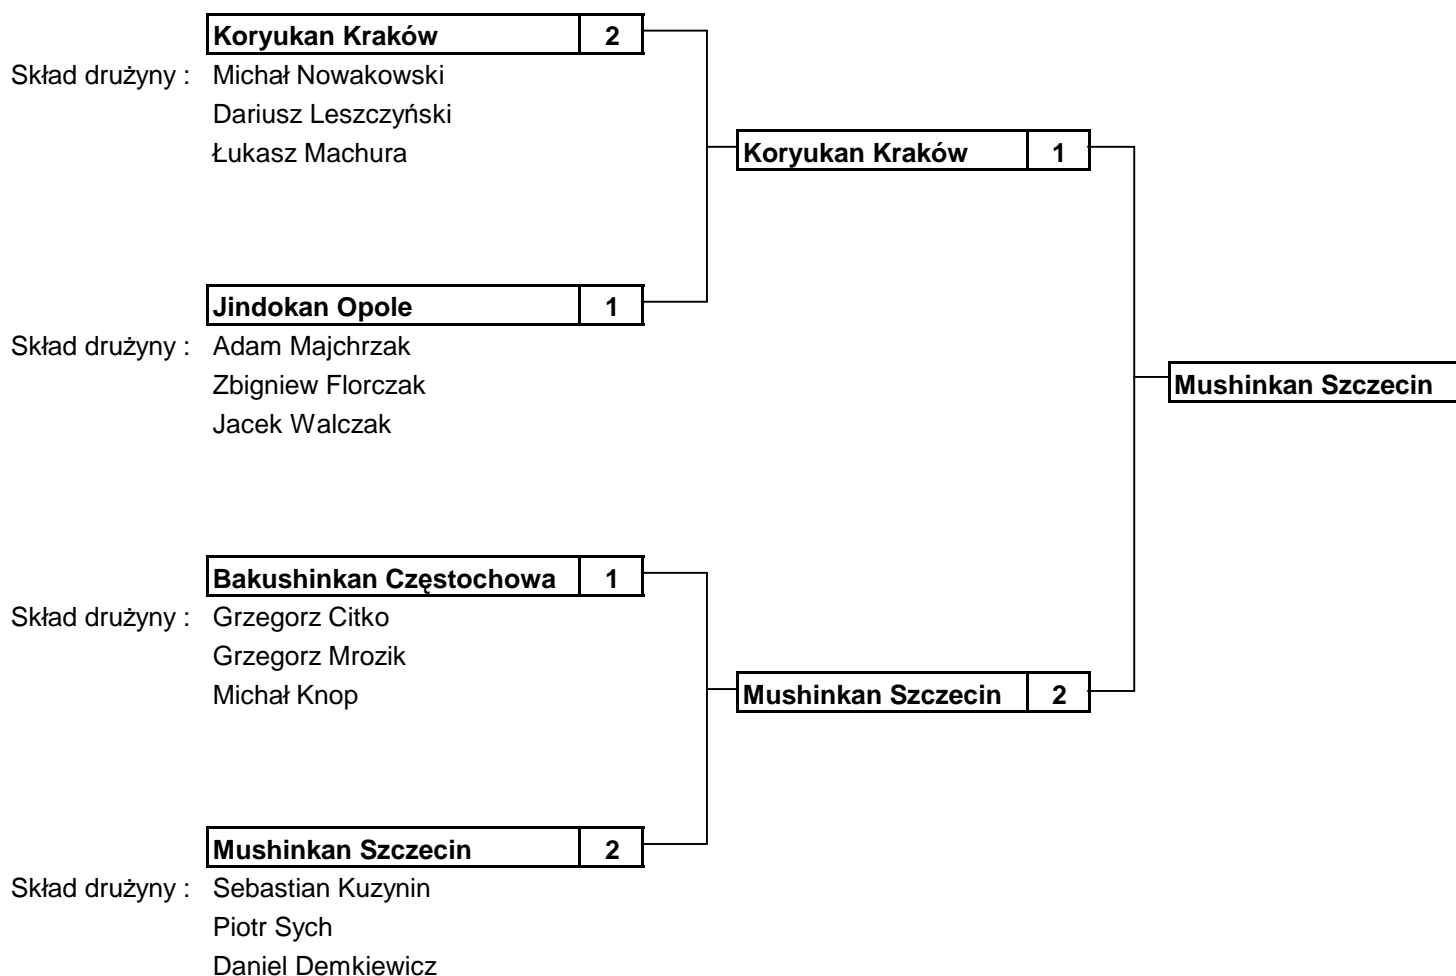 Koryukan Kraków 2
Skład drużyny : Michał Nowakowski
Dariusz Leszczyński
Łukasz Machura
Koryukan Kraków 1
Jindokan Opole 1
Skład drużyny : Adam Majchrzak
Zbigniew Florczak
Jacek Walczak
Mushinkan Szczecin
Bakushinkan Częstochowa 1
Skład drużyny : Grzegorz Citko
Grzegorz Mrozik
Michał Knop
Mushinkan Szczecin 2
Mushinkan Szczecin 2
Skład drużyny : Sebastian Kuzynin
Piotr Sych
Daniel Demkiewicz